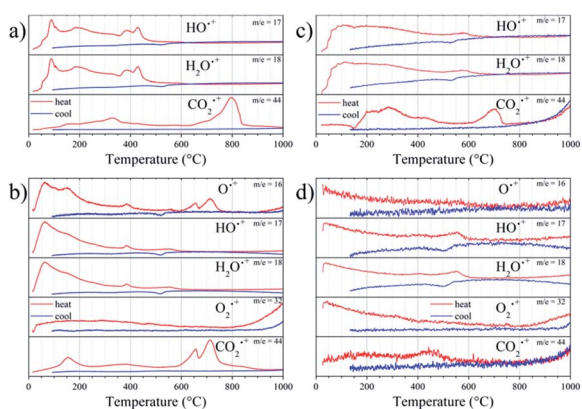 a)
HO•+
m/e = 17
H2O•+
m/e = 18
heat
cool
CO2•+
m/e = 44
0 200 400 600 800 1000
Temperature (°C)
c)
HO•+
m/e = 17
H2O•+
m/e = 18
heat
cool
CO2•+
m/e = 44
0 200 400 600 800 1000
Temperature (°C)
b)
O•+
m/e = 16
HO•+
m/e = 17
H2O•+
m/e = 18
heat
cool
O2•+
m/e = 32
CO2•+
m/e = 44
0 200 400 600 800 1000
Temperature (°C)
d)
O•+
m/e = 16
HO•+
m/e = 17
H2O•+
m/e = 18
heat
cool
O2•+
m/e = 32
CO2•+
m/e = 44
0 200 400 600 800 1000
Temperature (°C)